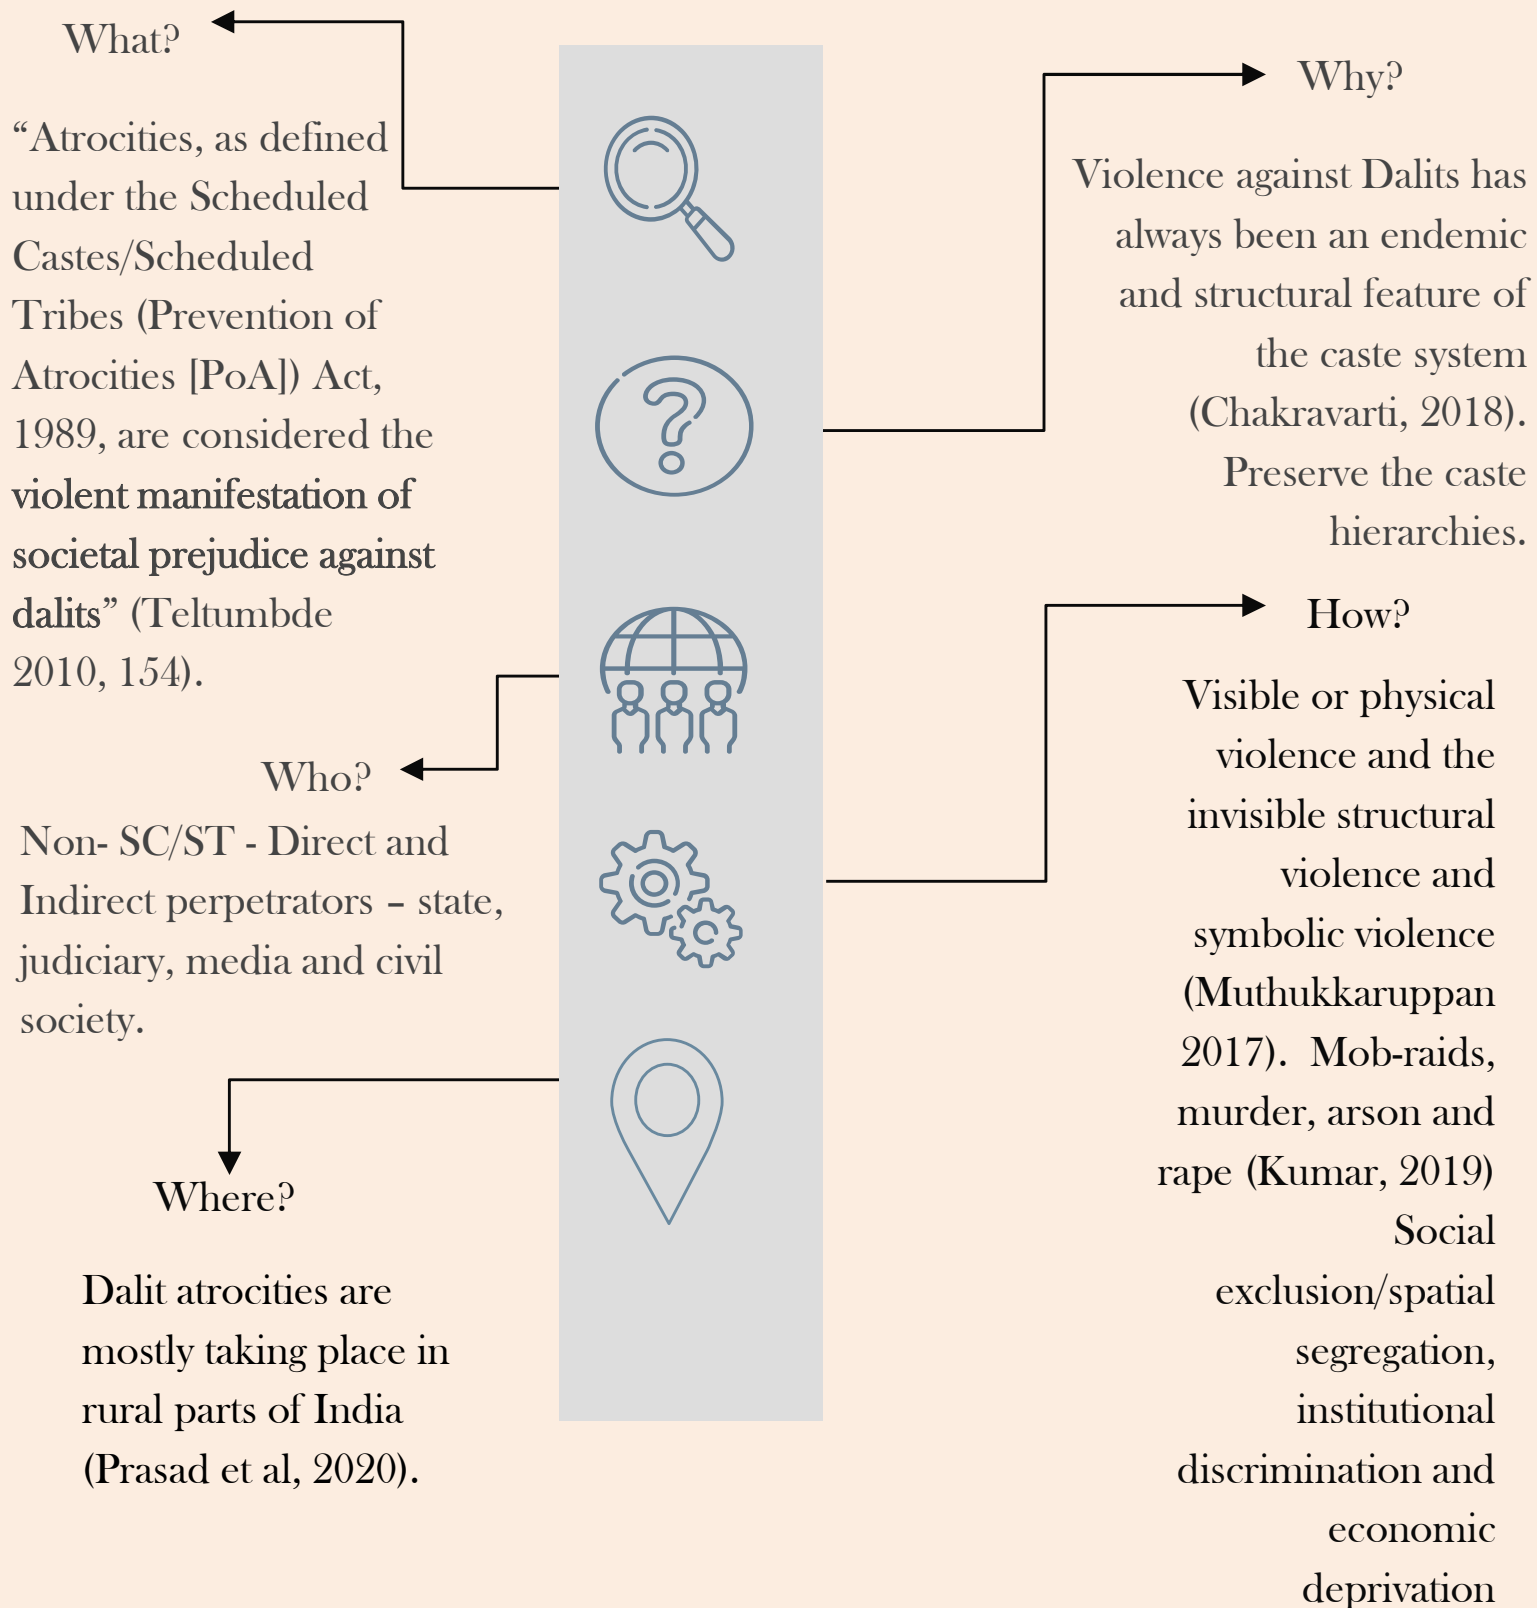 What?
“Atrocities, as defined
under the Scheduled
Castes/Scheduled
Tribes (Prevention of
Atrocities [PoA]) Act,
1989, are considered the
violent manifestation of
societal prejudice against
dalits” (Teltumbde
2010, 154).
Why?
Violence against Dalits has
always been an endemic
and structural feature of
the caste system
(Chakravarti, 2018).
Preserve the caste
hierarchies.
Who?
Non- SC/ST - Direct and
Indirect perpetrators – state,
judiciary, media and civil
society.
How?
Visible or physical
violence and the
invisible structural
violence and
symbolic violence
(Muthukkaruppan
2017).  Mob-raids,
murder, arson and
rape (Kumar, 2019)
Social
exclusion/spatial
segregation,
institutional
discrimination and
economic
deprivation
Where?
Dalit atrocities are
mostly taking place in
rural parts of India
(Prasad et al, 2020).